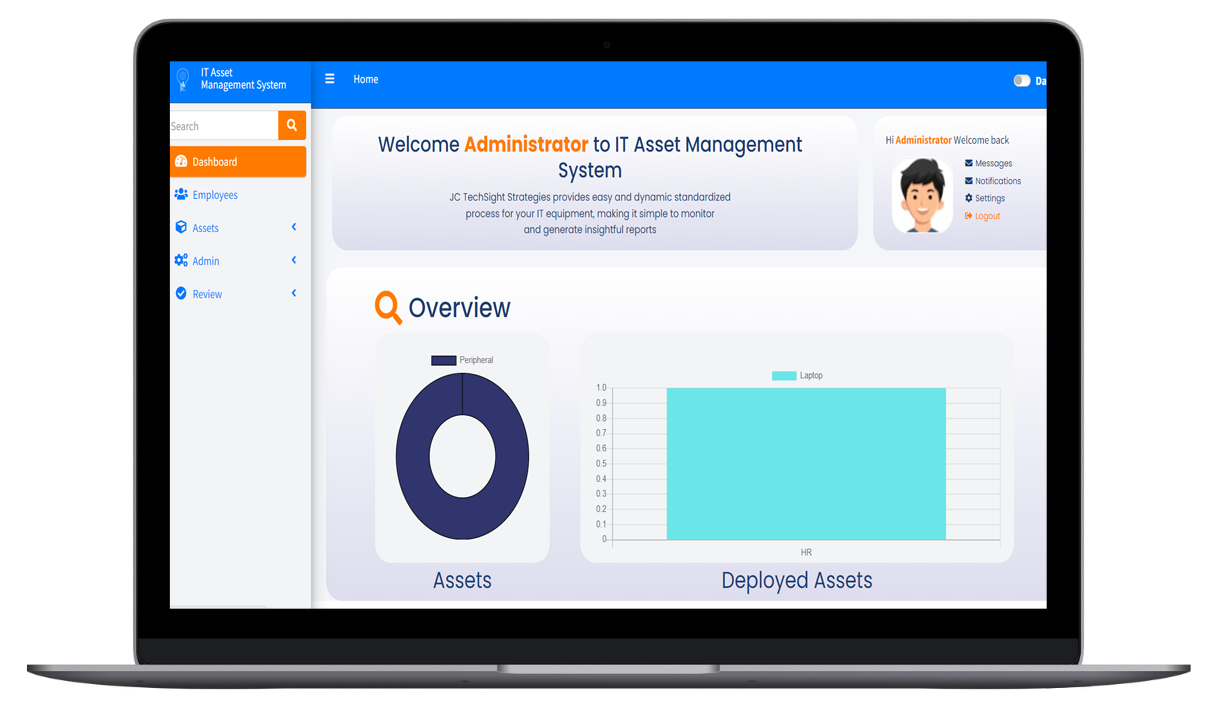 IT Asset
Management System
Home
Da
Search
Dashboard
Employees
Assets
Admin
Review
Welcome Administrator to IT Asset Management
System
JC TechSight Strategies provides easy and dynamic standardized
process for your IT equipment, making it simple to monitor
and generate insightful reports
Hi Administrator Welcome back
Messages
Notifications
Settings
Logout
Overview
Peripheral
Assets
Laptop
1.0
0.9
0.8
0.7
0.6
0.5
0.4
0.3
0.2
0.1
0
HR
Deployed Assets